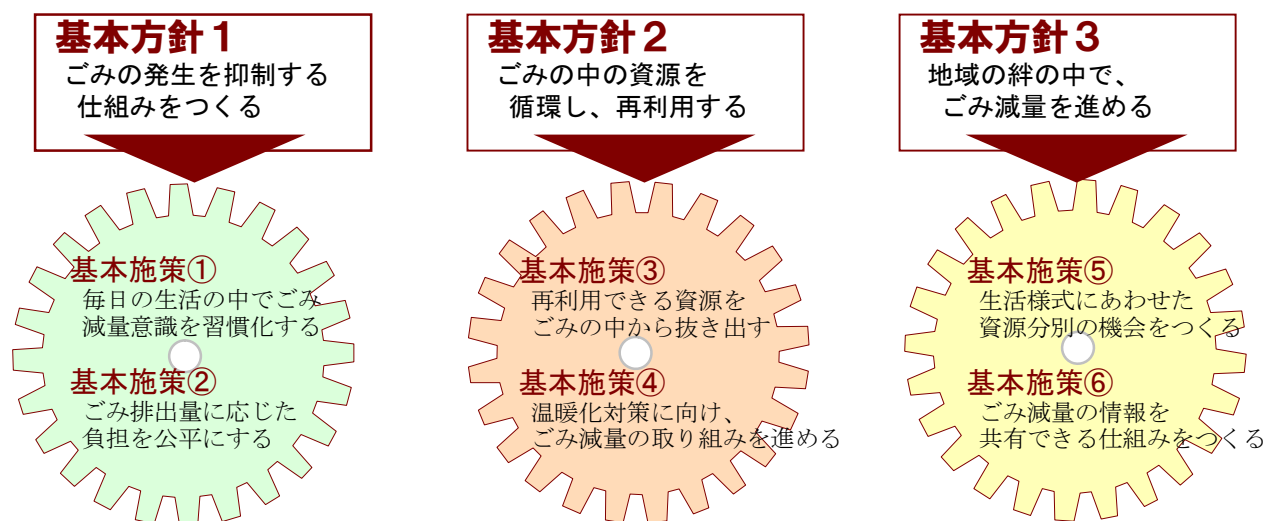 基本方針1
ごみの発生を抑制する
仕組みをつくる
基本施策①
毎日の生活の中でごみ
減量意識を習慣化する
基本施策②
ごみ排出量に応じた
負担を公平にする
基本方針2
ごみの中の資源を
循環し、再利用する
基本施策③
再利用できる資源を
ごみの中から抜き出す
基本施策④
温暖化対策に向け、
ごみ減量の取り組みを進める
基本方針3
地域の絆の中で、
ごみ減量を進める
基本施策⑤
生活様式にあわせた
資源分別の機会をつくる
基本施策⑥
ごみ減量の情報を
共有できる仕組みをつくる